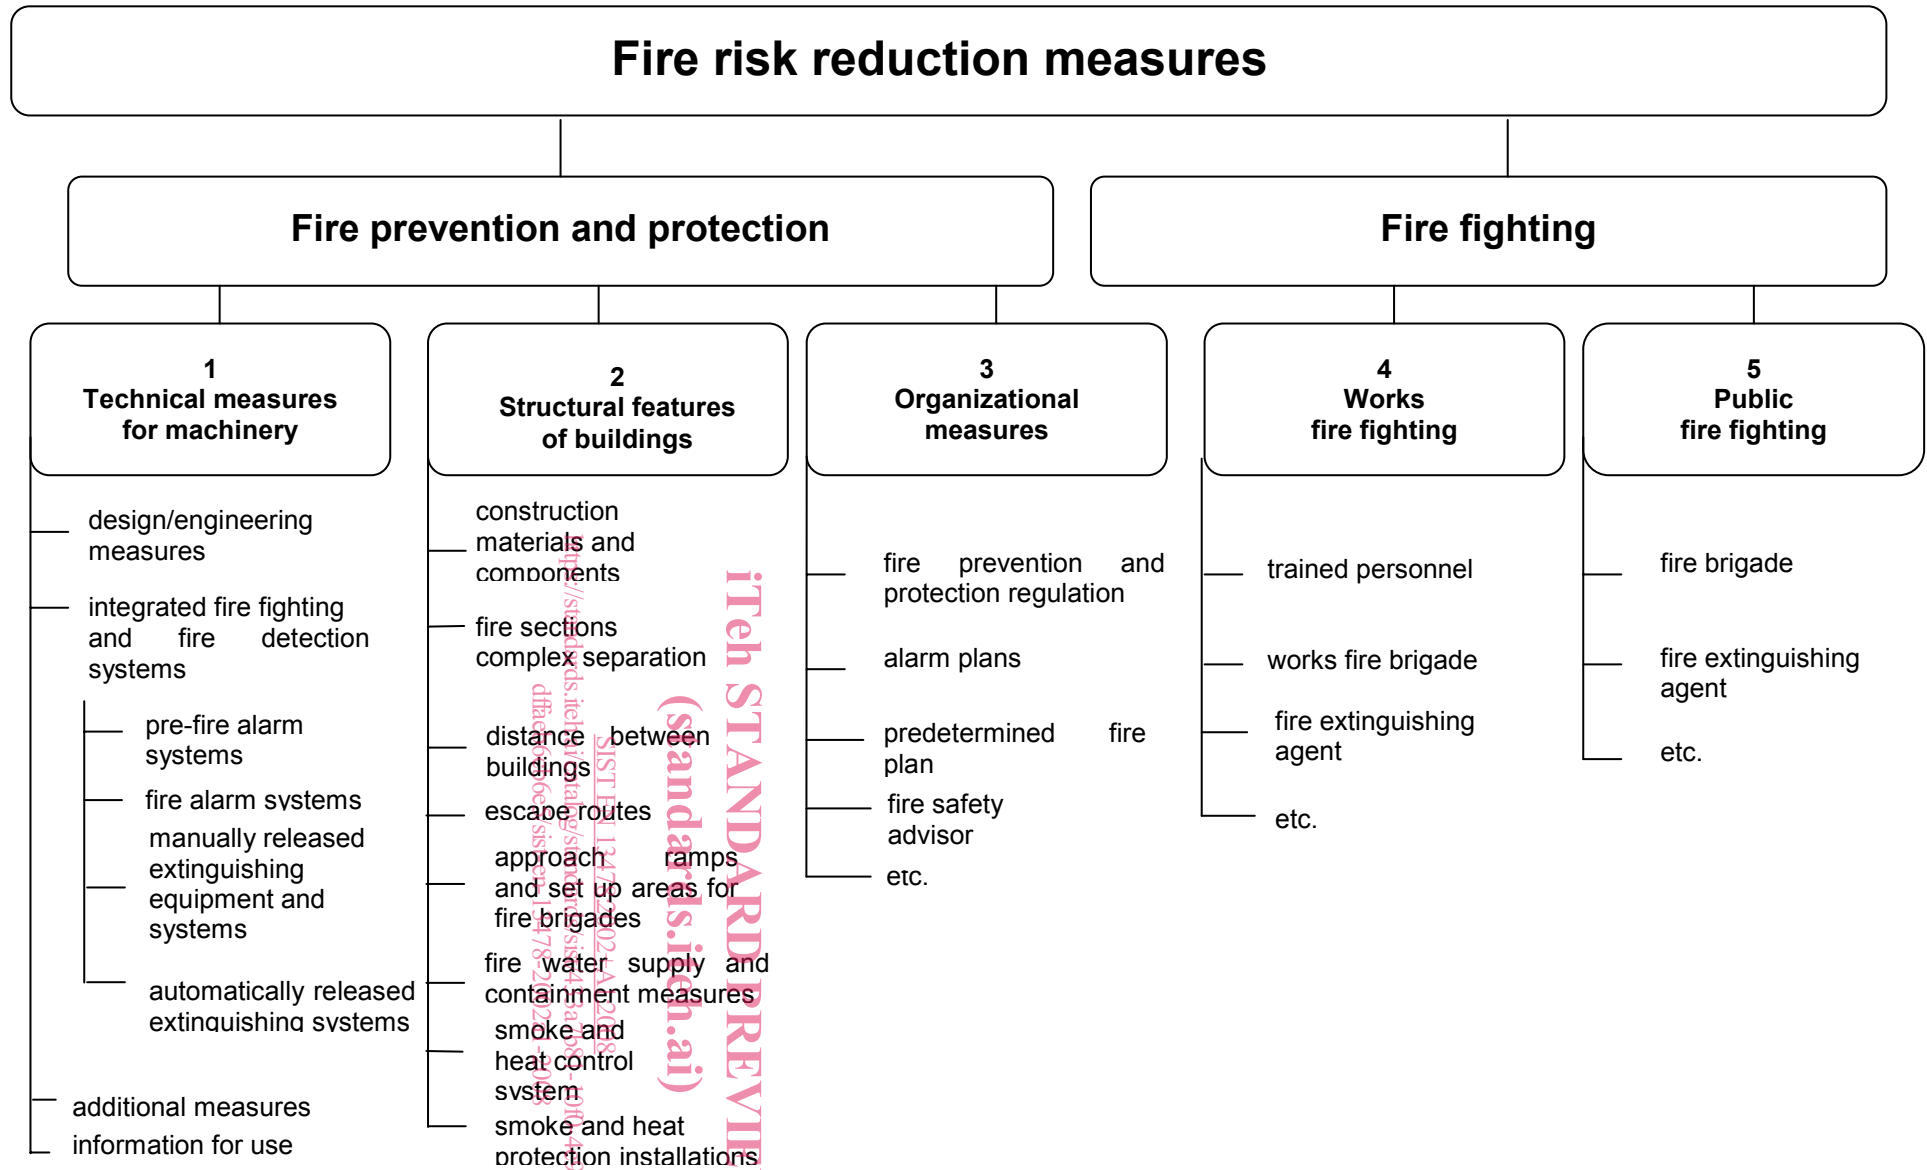 Fire risk reduction measures
Fire prevention and protection
Fire fighting
1
Technical measures
for machinery
2
Structural features
of buildings
3
Organizational
measures
4
Works
fire fighting
5
Public
fire fighting
design/engineering
measures
integrated fire fighting
and fire detection
systems
pre-fire alarm
systems
fire alarm systems
manually released
extinguishing
equipment and
systems
automatically released
extinguishing systems
additional measures
information for use
construction
materials and
components
fire sections
complex separation
distance between
buildings
escape routes
approach ramps
and set up areas for
fire brigades
fire water supply and
containment measures
smoke and
heat control
system
smoke and heat
protection installations
fire prevention and
protection regulation
alarm plans
predetermined fire
plan
fire safety
advisor
etc.
trained personnel
works fire brigade
fire extinguishing
agent
etc.
fire brigade
fire extinguishing
agent
etc.
iTeh STANDARD PREVIE
(standards.iteh.ai)
SIST EN 13478:2002+A1:2008